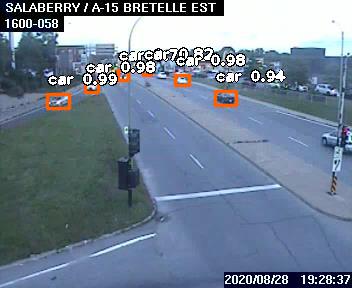 SALABERRY / A-15 BRETELLE EST
1600-058
car 0.82
car 0.98
car 0.98
car 0.99
car 0.94
2020/08/28 19:28:37